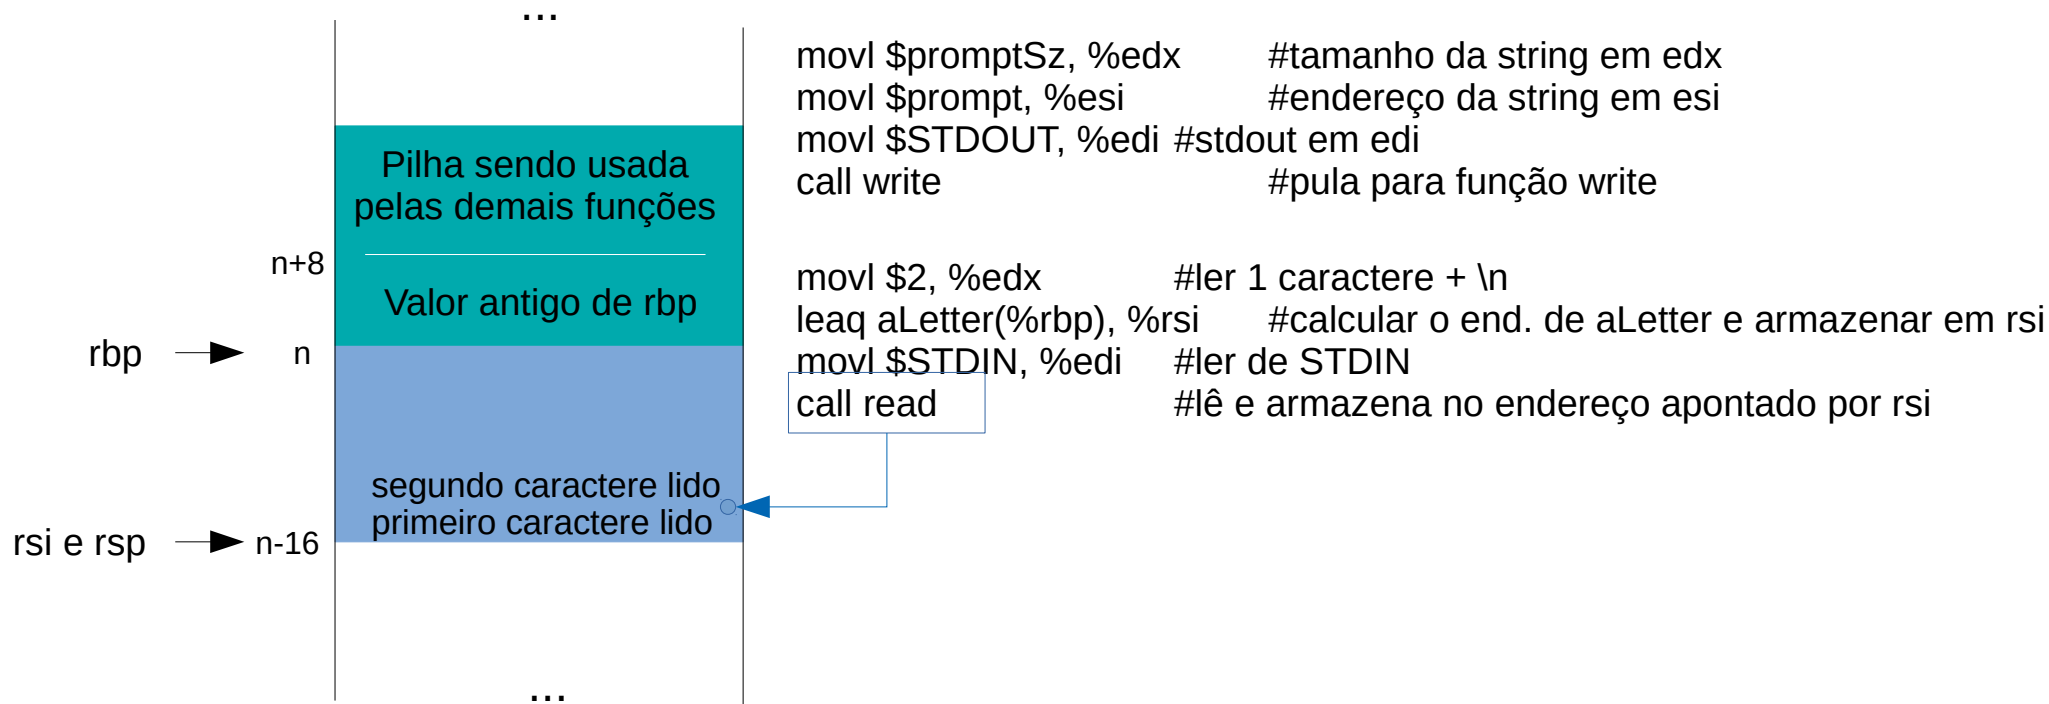 ...
Pilha sendo usada
pelas demais funções
n+8
Valor antigo de rbp
rbp
n
segundo caractere lido
primeiro caractere lido
rsi e rsp
n-16
...
movl $promptSz, %edx #tamanho da string em edx
movl $prompt, %esi #endereço da string em esi
movl $STDOUT, %edi #stdout em edi
call write #pula para função write
movl $2, %edx #ler 1 caractere + \n
leaq aLetter(%rbp), %rsi #calcular o end. de aLetter e armazenar em rsi
movl $STDIN, %edi #ler de STDIN
call read #lê e armazena no endereço apontado por rsi